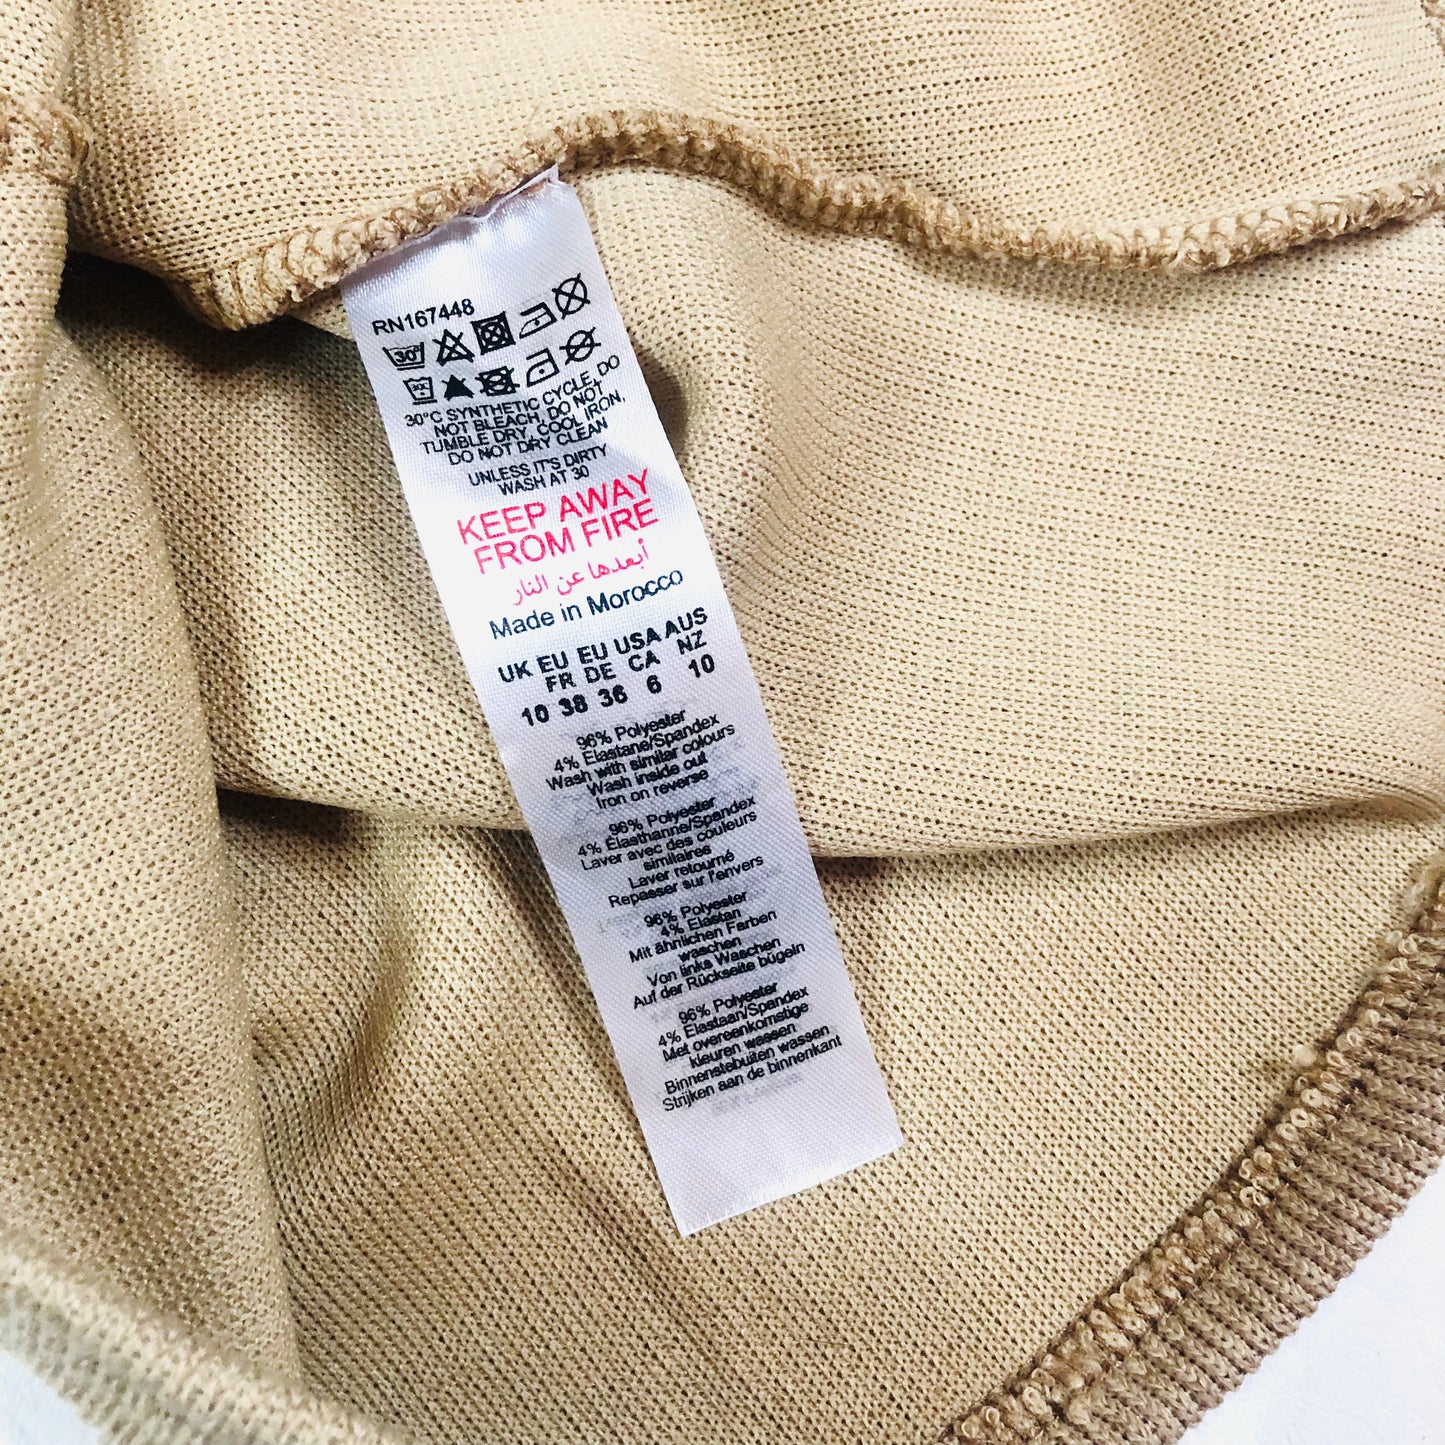 RN167448
30°
30C
30°C SYNTHETIC CYCLE, DO
NOT BLEACH, DO NOT
TUMBLE DRY, COOL IRON,
DO NOT DRY CLEAN
UNLESS IT'S DIRTY
WASH AT 30
KEEP AWAY
FROM FIRE
أبعدها عن النار
Made in Morocco
UK EU EU USA AUS
FR DE CA NZ
10 38 36 6 10
96% Polyester
4% Elastane/Spandex
Wash with similar colours
Wash inside out
Iron on reverse
96% Polyester
4% Elasthanne/Spandex
Laver avec des couleurs
similaires
Laver retourné
Repasser sur l'envers
96% Polyester
4% Elastan
Mit ähnlichen Farben
waschen
Von links Waschen
Auf der Rückseite bügeln
96% Polyester
4% Elastaan/Spandex
Met overeenkomstige
kleuren wassen
Binnenstebuiten wassen
Strijken aan de binnenkant